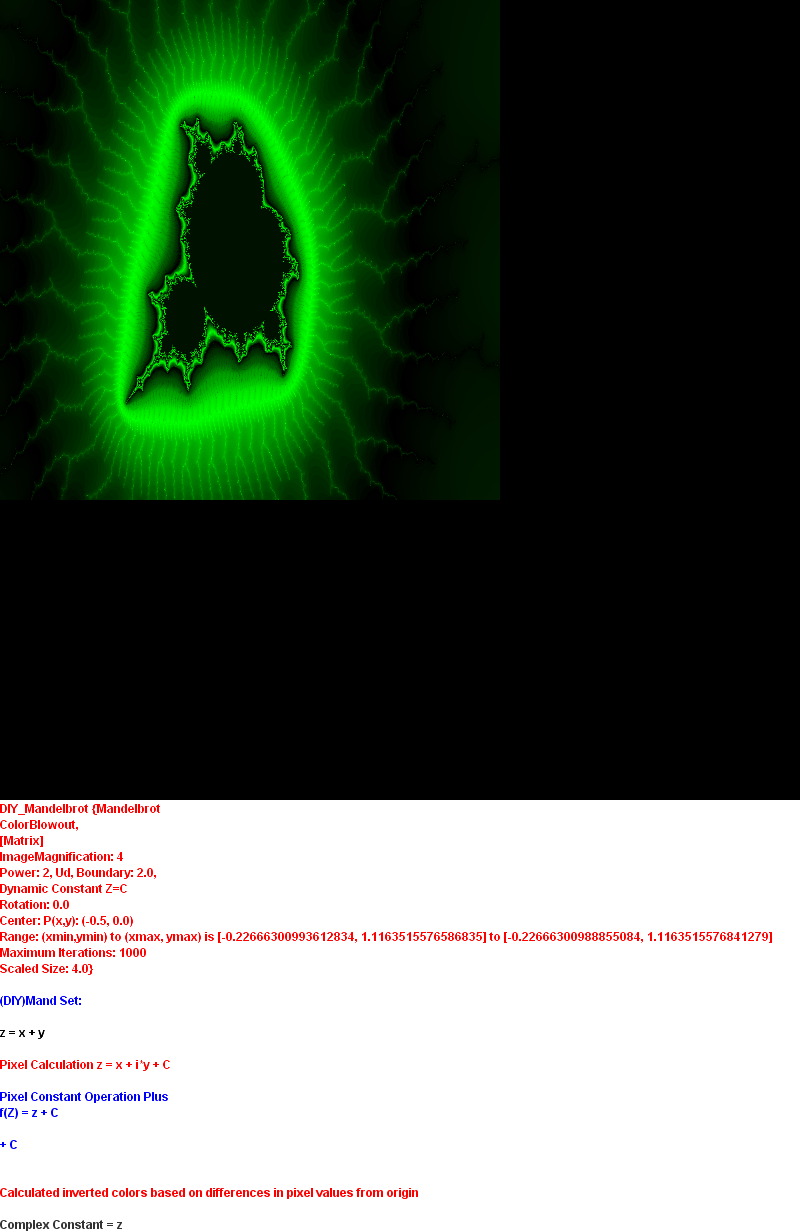 DIY_Mandelbrot {Mandelbrot
ColorBlowout,
[Matrix]
ImageMagnification: 4
Power: 2, Ud, Boundary: 2.0,
Dynamic Constant Z=C
Rotation: 0.0
Center: P(x,y): (-0.5, 0.0)
Range: (xmin,ymin) to (xmax, ymax) is [-0.22666300993612834, 1.1163515576586835] to [-0.22666300988855084, 1.1163515576841279]
Maximum Iterations: 1000
Scaled Size: 4.0}
(DIY)Mand Set:
z = x + y
Pixel Calculation z = x + i*y + C
Pixel Constant Operation Plus
f(Z) = z + C
+ C
Calculated inverted colors based on differences in pixel values from origin
Complex Constant = z